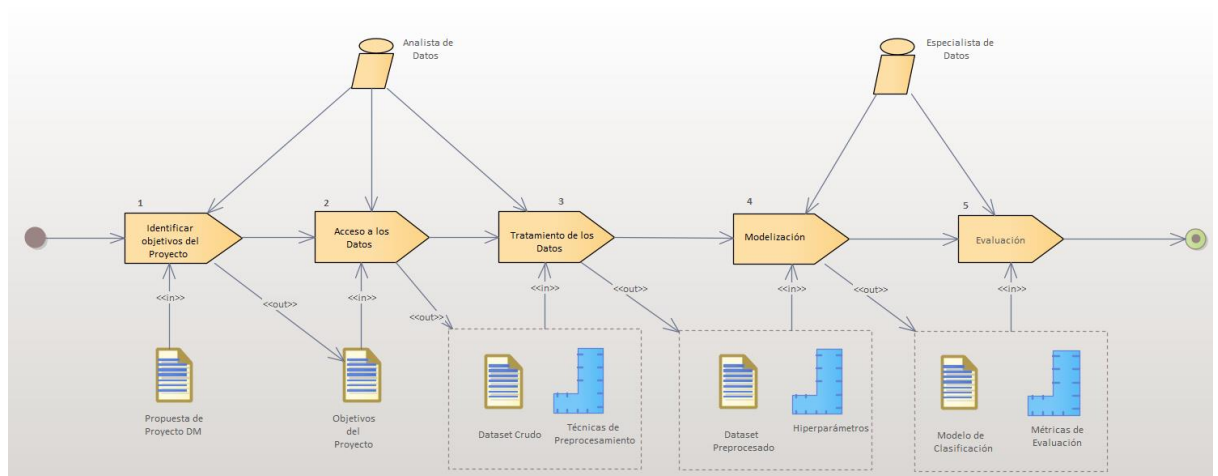 Analista de
Datos
Especialista de
Datos
1
Identificar
objetivos del
Proyecto
2
Acceso a los
Datos
3
Tratamiento de los
Datos
4
Modelización
5
Evaluación
<<in>>
<<out>>
<<in>>
<<out>>
<<in>>
<<out>>
<<in>>
<<out>>
<<in>>
Propuesta de
Proyecto DM
Objetivos
del
Proyecto
Dataset Crudo
Técnicas de
Preprocesamiento
Dataset
Preprocesado
Hiperparámetros
Modelo de
Clasificación
Métricas de
Evaluación